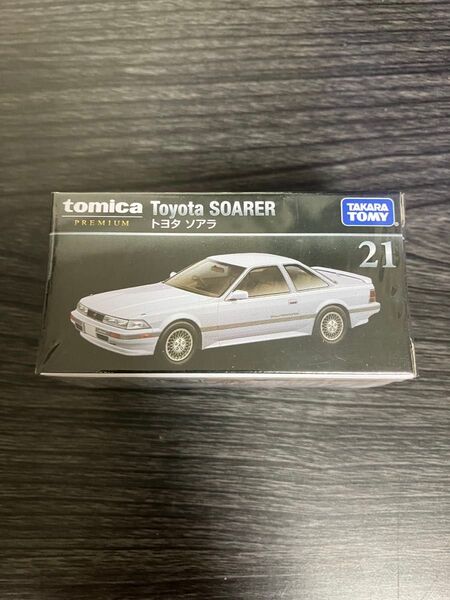 tomica Toyota SOARER
PREMIUM トヨタ ソアラ
TAKARA TOMY
21